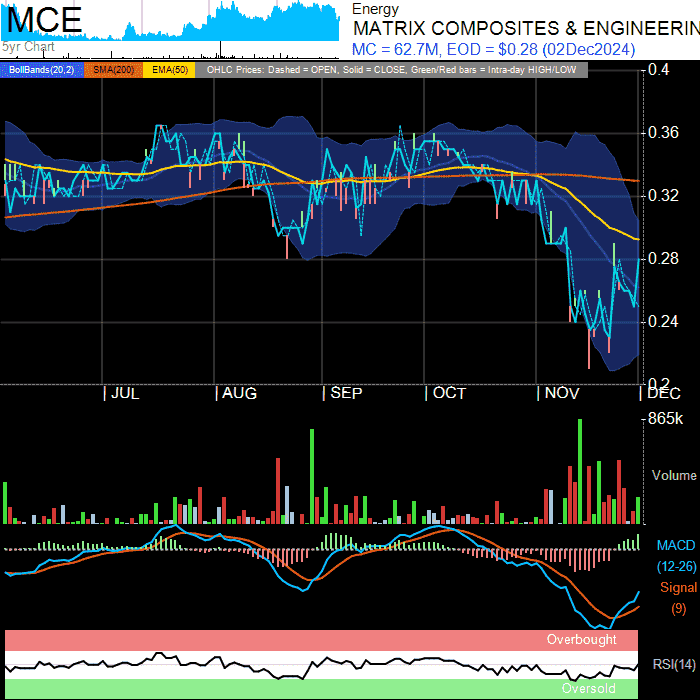 MCE
5yr Chart
Energy
MATRIX COMPOSITES & ENGINEERIN
MC = 62.7M, EOD = $0.28 (02Dec2024)
BollBands(20,2) SMA(200) EMA(50) OHLC Prices: Dashed = OPEN, Solid = CLOSE, Green/Red bars = Intra-day HIGH/LOW
0.4
0.36
0.32
0.28
0.24
0.2
JUL AUG SEP OCT NOV DEC
865k
Volume
MACD
(12-26)
Signal
(9)
Overbought
RSI(14)
Oversold